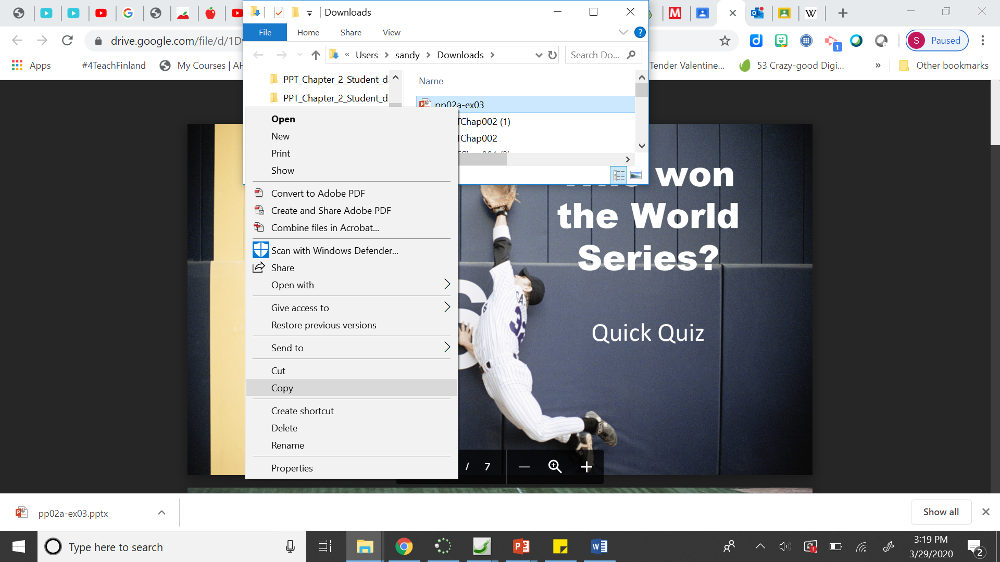 Downloads
File
Home
Share
View
?
drive.google.com/file/d/1D
S
Paused
1
Users
sandy
Downloads
Search Do...
Apps
#4TeachFinland
My Courses | AH
Tender Valentine...
53 Crazy-good Digi...
»
Other bookmarks
PPT_Chapter_2_Student_d
PPT_Chapter_2_Student_d
Name
pp02a-ex03
TChap002 (1)
TChap002
Open
New
Print
Show
Convert to Adobe PDF
Create and Share Adobe PDF
Combine files in Acrobat...
Scan with Windows Defender...
Share
Open with
Give access to
Restore previous versions
Send to
Cut
Copy
Create shortcut
Delete
Rename
Properties
won
the World
Series?
Quick Quiz
/ 7
pp02a-ex03.pptx
Show all
Type here to search
3:19 PM
3/29/2020
2